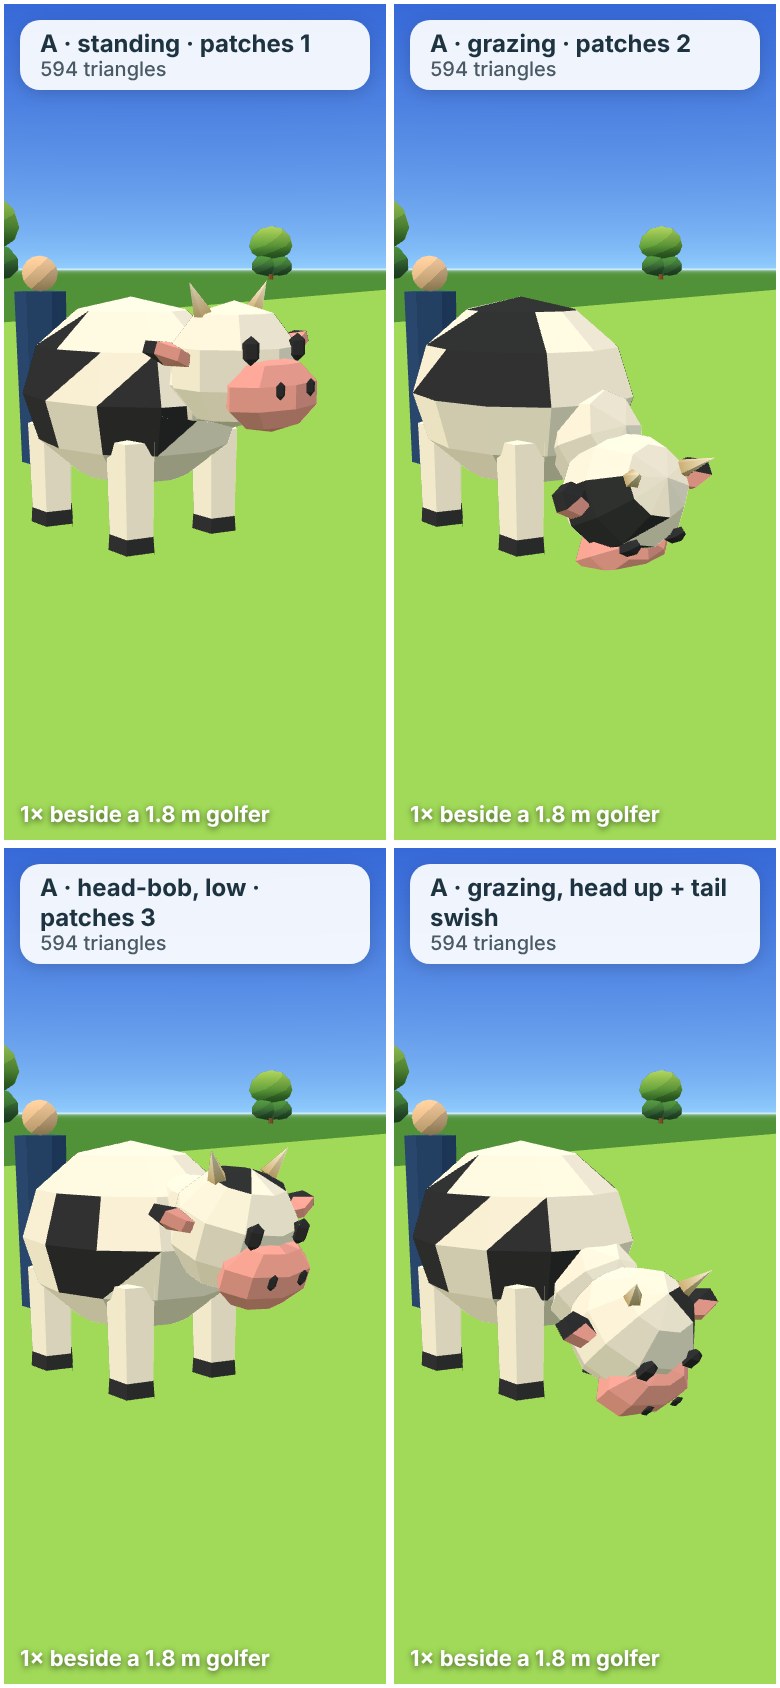 A · standing · patches 1
594 triangles
1× beside a 1.8 m golfer
A · grazing · patches 2
594 triangles
1× beside a 1.8 m golfer
A · head-bob, low ·
patches 3
594 triangles
1× beside a 1.8 m golfer
A · grazing, head up + tail
swish
594 triangles
1× beside a 1.8 m golfer